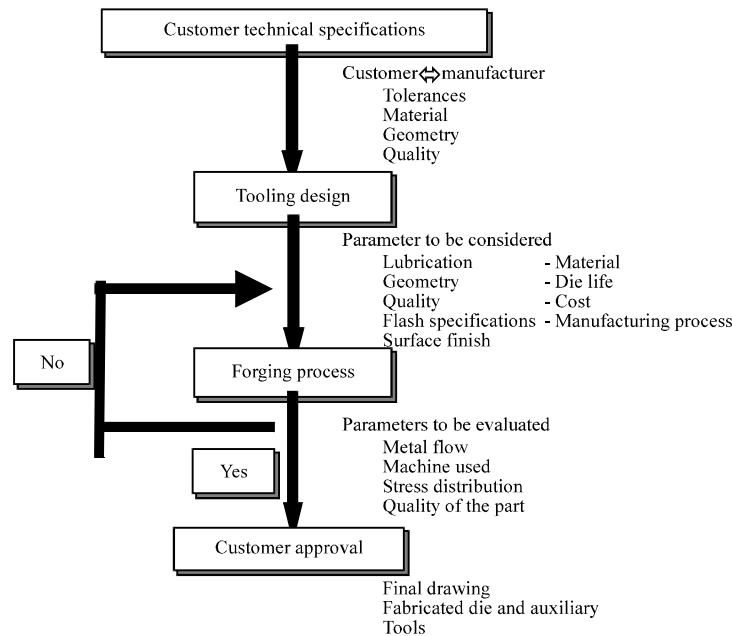 Customer technical specifications
Customer⇔manufacturer
Tolerances
Material
Geometry
Quality
Tooling design
Parameter to be considered
Lubrication - Material
Geometry - Die life
Quality - Cost
Flash specifications - Manufacturing process
Surface finish
No
Forging process
Parameters to be evaluated
Metal flow
Machine used
Stress distribution
Quality of the part
Yes
Customer approval
Final drawing
Fabricated die and auxiliary
Tools